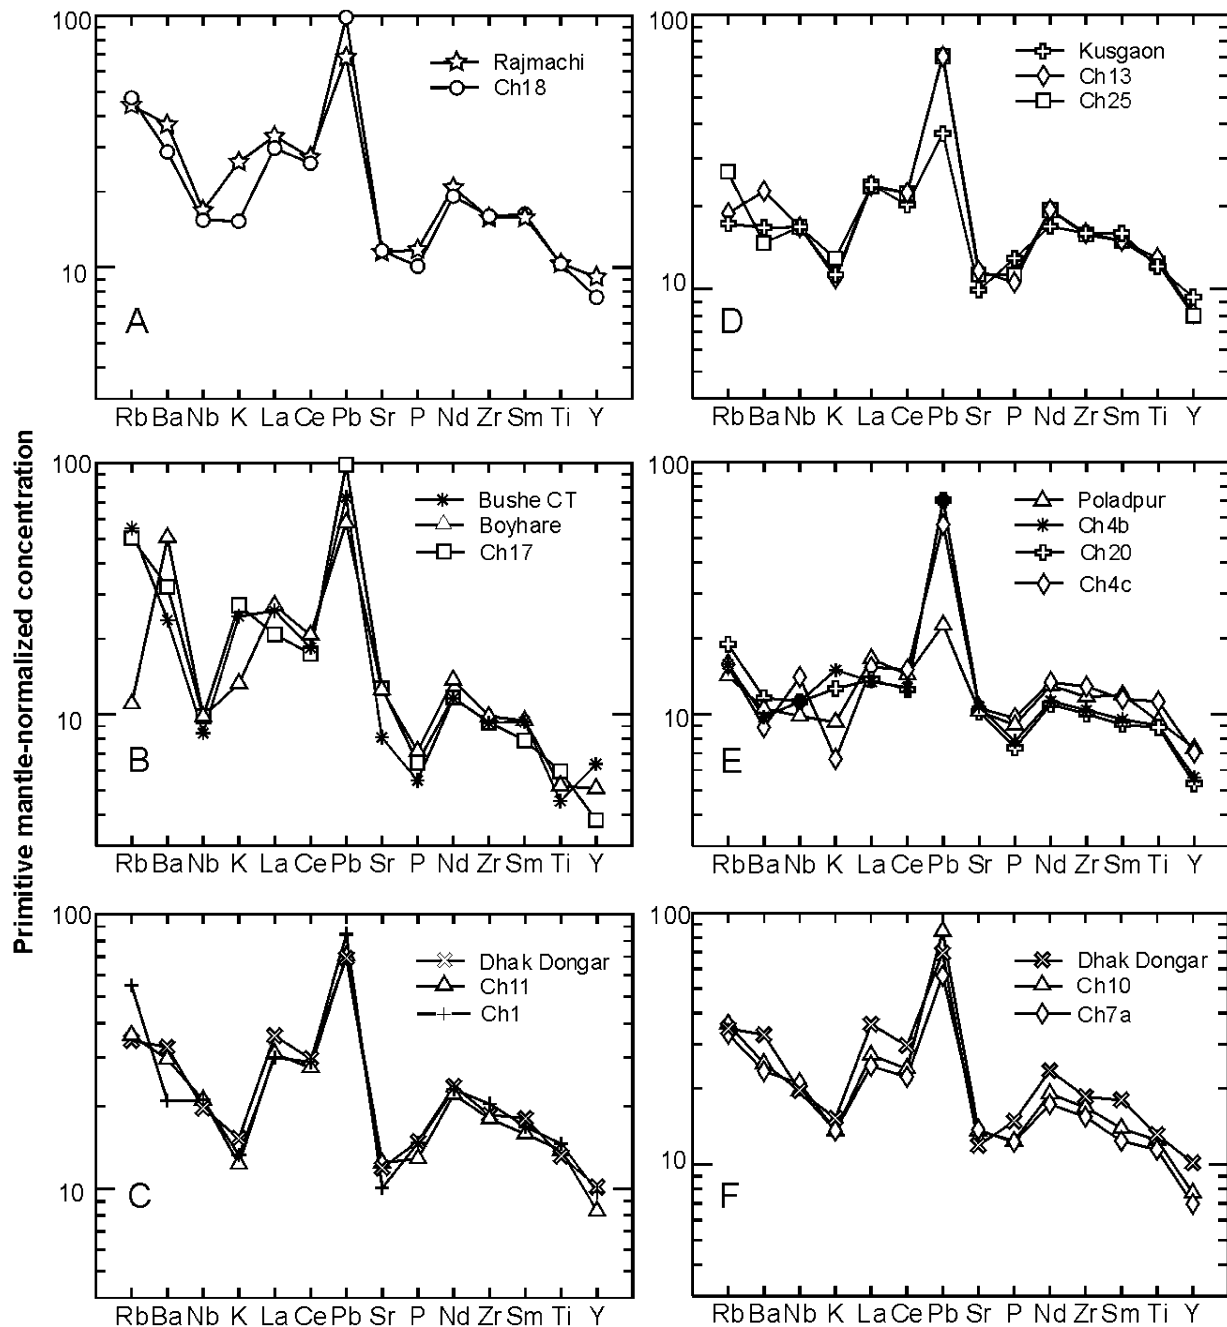 Primitive mantle-normalized concentration
100
10
Rajmachi
Ch18
A
Rb Ba Nb K La Ce Pb Sr P Nd Zr Sm Ti Y
100
10
Kusgaon
Ch13
Ch25
D
Rb Ba Nb K La Ce Pb Sr P Nd Zr Sm Ti Y
100
10
Bushe CT
Boyhare
Ch17
B
Rb Ba Nb K La Ce Pb Sr P Nd Zr Sm Ti Y
100
10
Poladpur
Ch4b
Ch20
Ch4c
E
Rb Ba Nb K La Ce Pb Sr P Nd Zr Sm Ti Y
100
10
Dhak Dongar
Ch11
Ch1
C
Rb Ba Nb K La Ce Pb Sr P Nd Zr Sm Ti Y
100
10
Dhak Dongar
Ch10
Ch7a
F
Rb Ba Nb K La Ce Pb Sr P Nd Zr Sm Ti Y